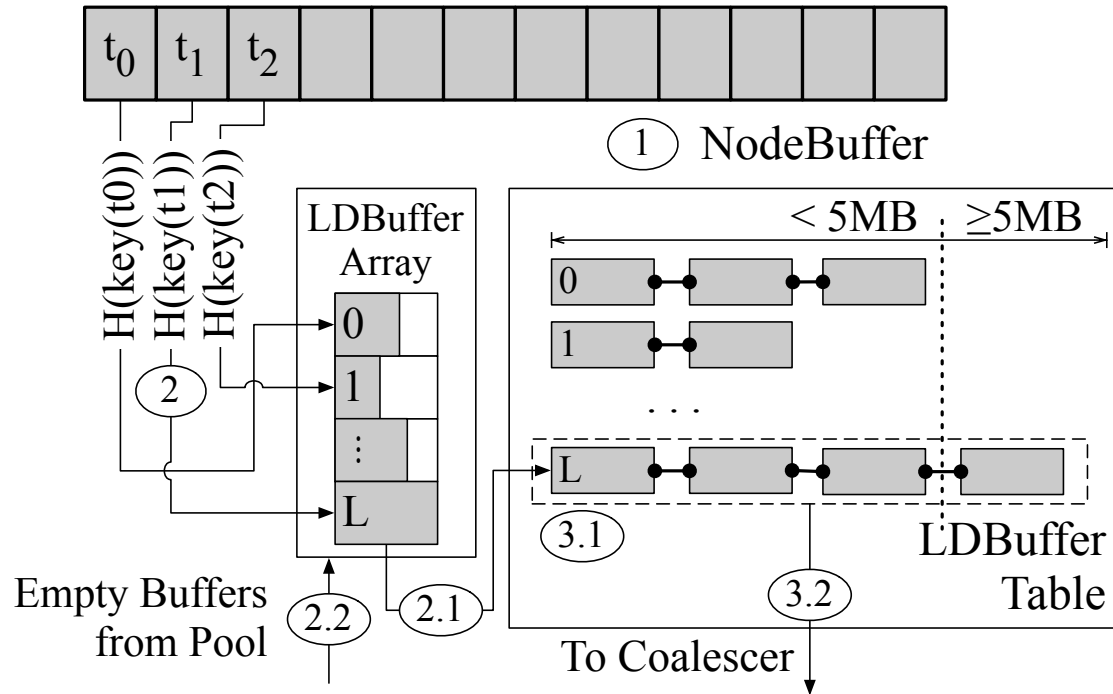 t0 t1 t2
1 NodeBuffer
H(key(t0))
H(key(t1))
H(key(t2))
2
LDBuffer
Array
0
1
⋮
L
Empty Buffers
from Pool
2.2
2.1
< 5MB ≥5MB
0
1
. . .
L
3.1
LDBuffer
Table
3.2
To Coalescer